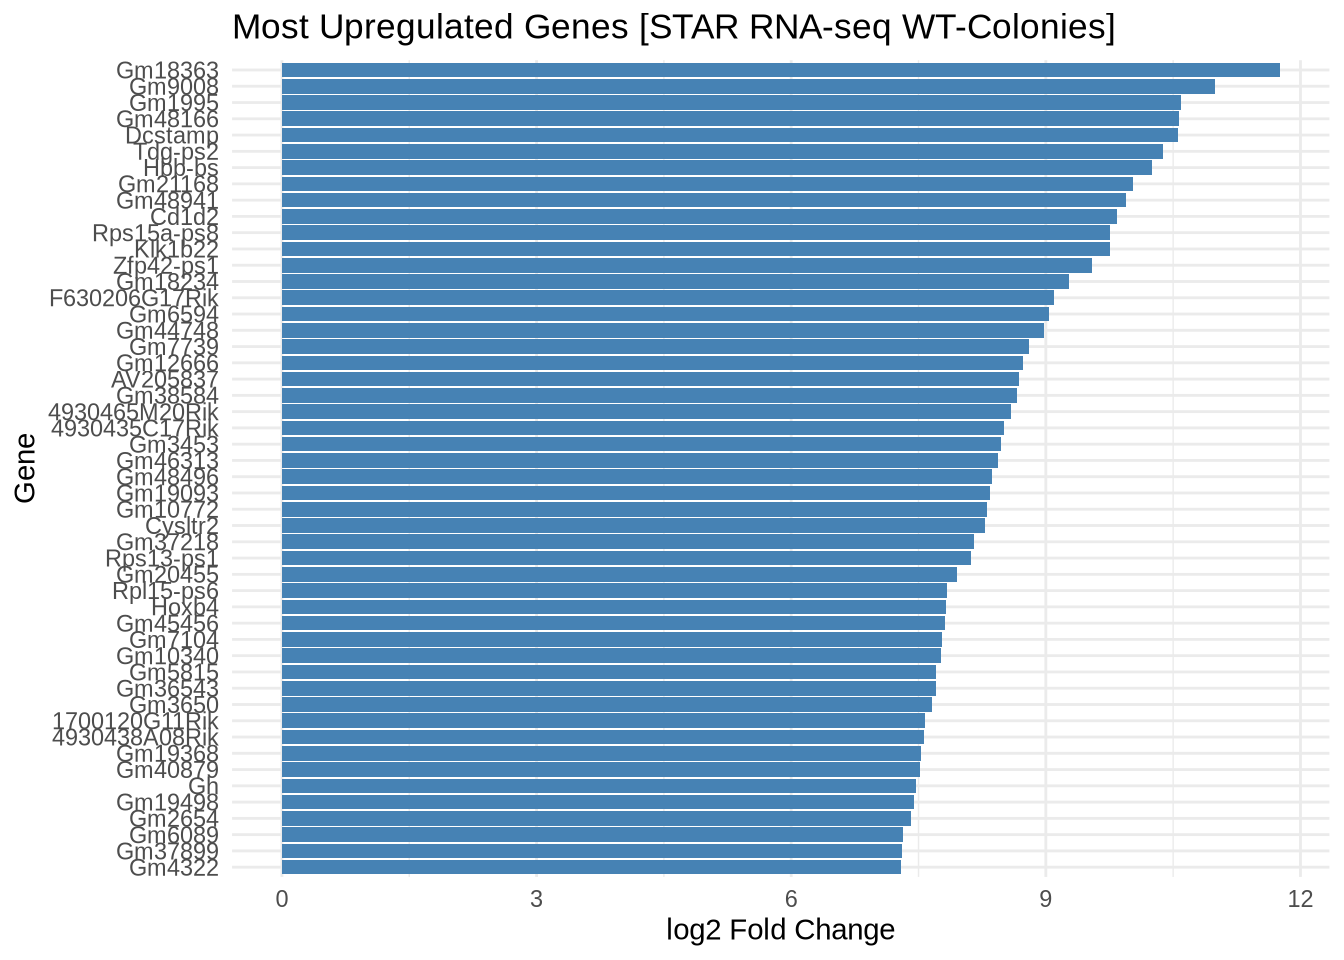 Most Upregulated Genes [STAR RNA-seq WT-Colonies]
Gm18363
Gm9008
Gm1995
Gm48166
Dcstamp
Tdg-ps2
Hbb-bs
Gm21168
Gm48941
Cd1d2
Rps15a-ps8
Klk1b22
Zfp42-ps1
Gm18234
F630206G17Rik
Gm6594
Gm44748
Gm7739
Gm12666
AV205837
Gm38584
4930465M20Rik
4930435C17Rik
Gm3453
Gm46313
Gm48496
Gm19093
Gm10772
Cysltr2
Gm37218
Rps13-ps1
Gm20455
Rpl15-ps6
Hoxb4
Gm45456
Gm7104
Gm10340
Gm5815
Gm36543
Gm3650
1700120G11Rik
4930438A08Rik
Gm19368
Gm40879
Gh
Gm19498
Gm2654
Gm6089
Gm37899
Gm4322
Gene
0 3 6 9 12
log2 Fold Change